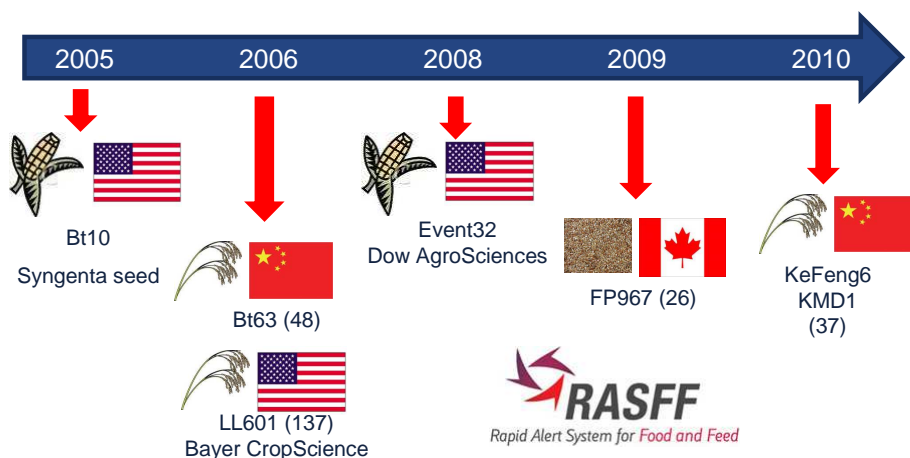 2005
2006
2008
2009
2010
Bt10
Syngenta seed
Bt63 (48)
LL601 (137)
Bayer CropScience
Event32
Dow AgroSciences
FP967 (26)
KeFeng6
KMD1
(37)
RASFF
Rapid Alert System for Food and Feed